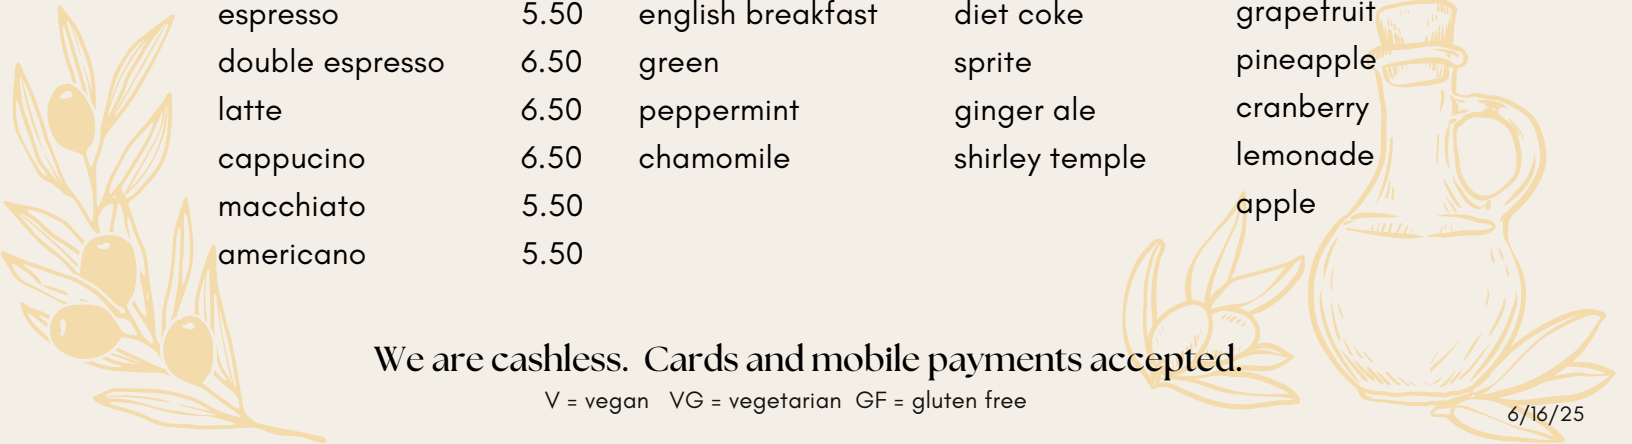 espresso 5.50
double espresso 6.50
latte 6.50
cappucino 6.50
macchiato 5.50
americano 5.50
english breakfast
green
peppermint
chamomile
diet coke
sprite
ginger ale
shirley temple
grapefruit
pineapple
cranberry
lemonade
apple
We are cashless. Cards and mobile payments accepted.
V = vegan VG = vegetarian GF = gluten free
6/16/25